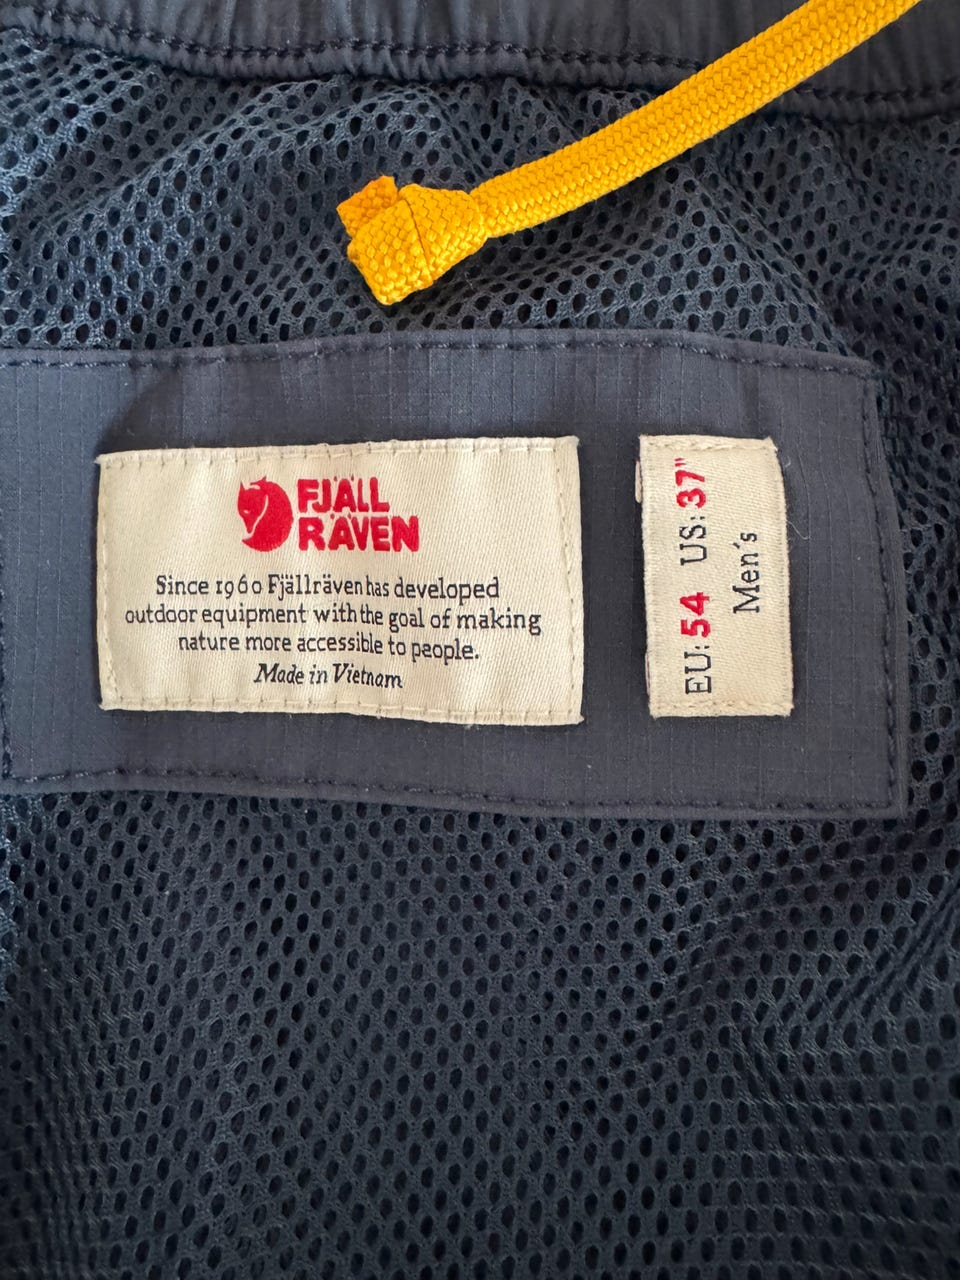 FJÄLL
RÄVEN
Since 1960 Fjällräven has developed
outdoor equipment with the goal of making
nature more accessible to people.
Made in Vietnam
EU: 54 US: 37"
Men´s